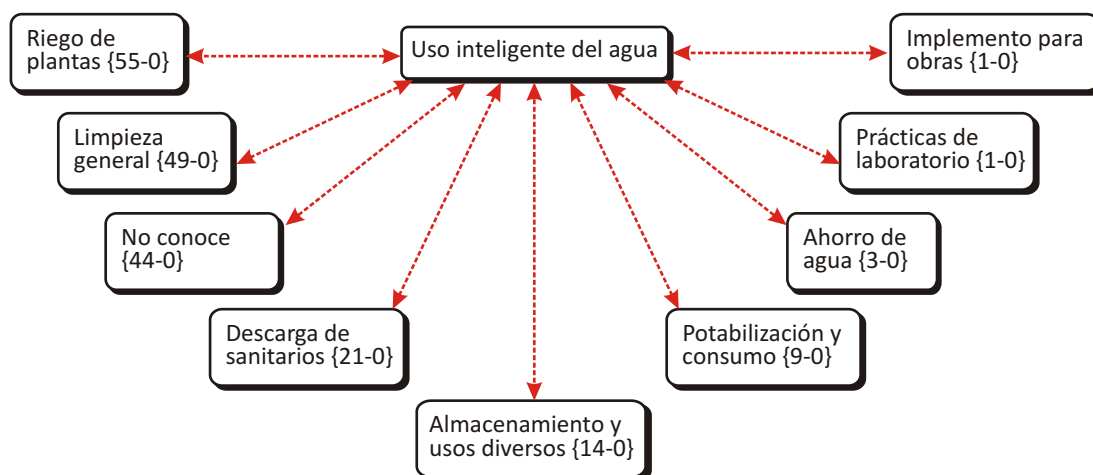 Uso inteligente del agua
Riego de
plantas {55-0}
Limpieza
general {49-0}
No conoce
{44-0}
Descarga de
sanitarios {21-0}
Almacenamiento y
usos diversos {14-0}
Potabilización y
consumo {9-0}
Ahorro de
agua {3-0}
Prácticas de
laboratorio {1-0}
Implemento para
obras {1-0}